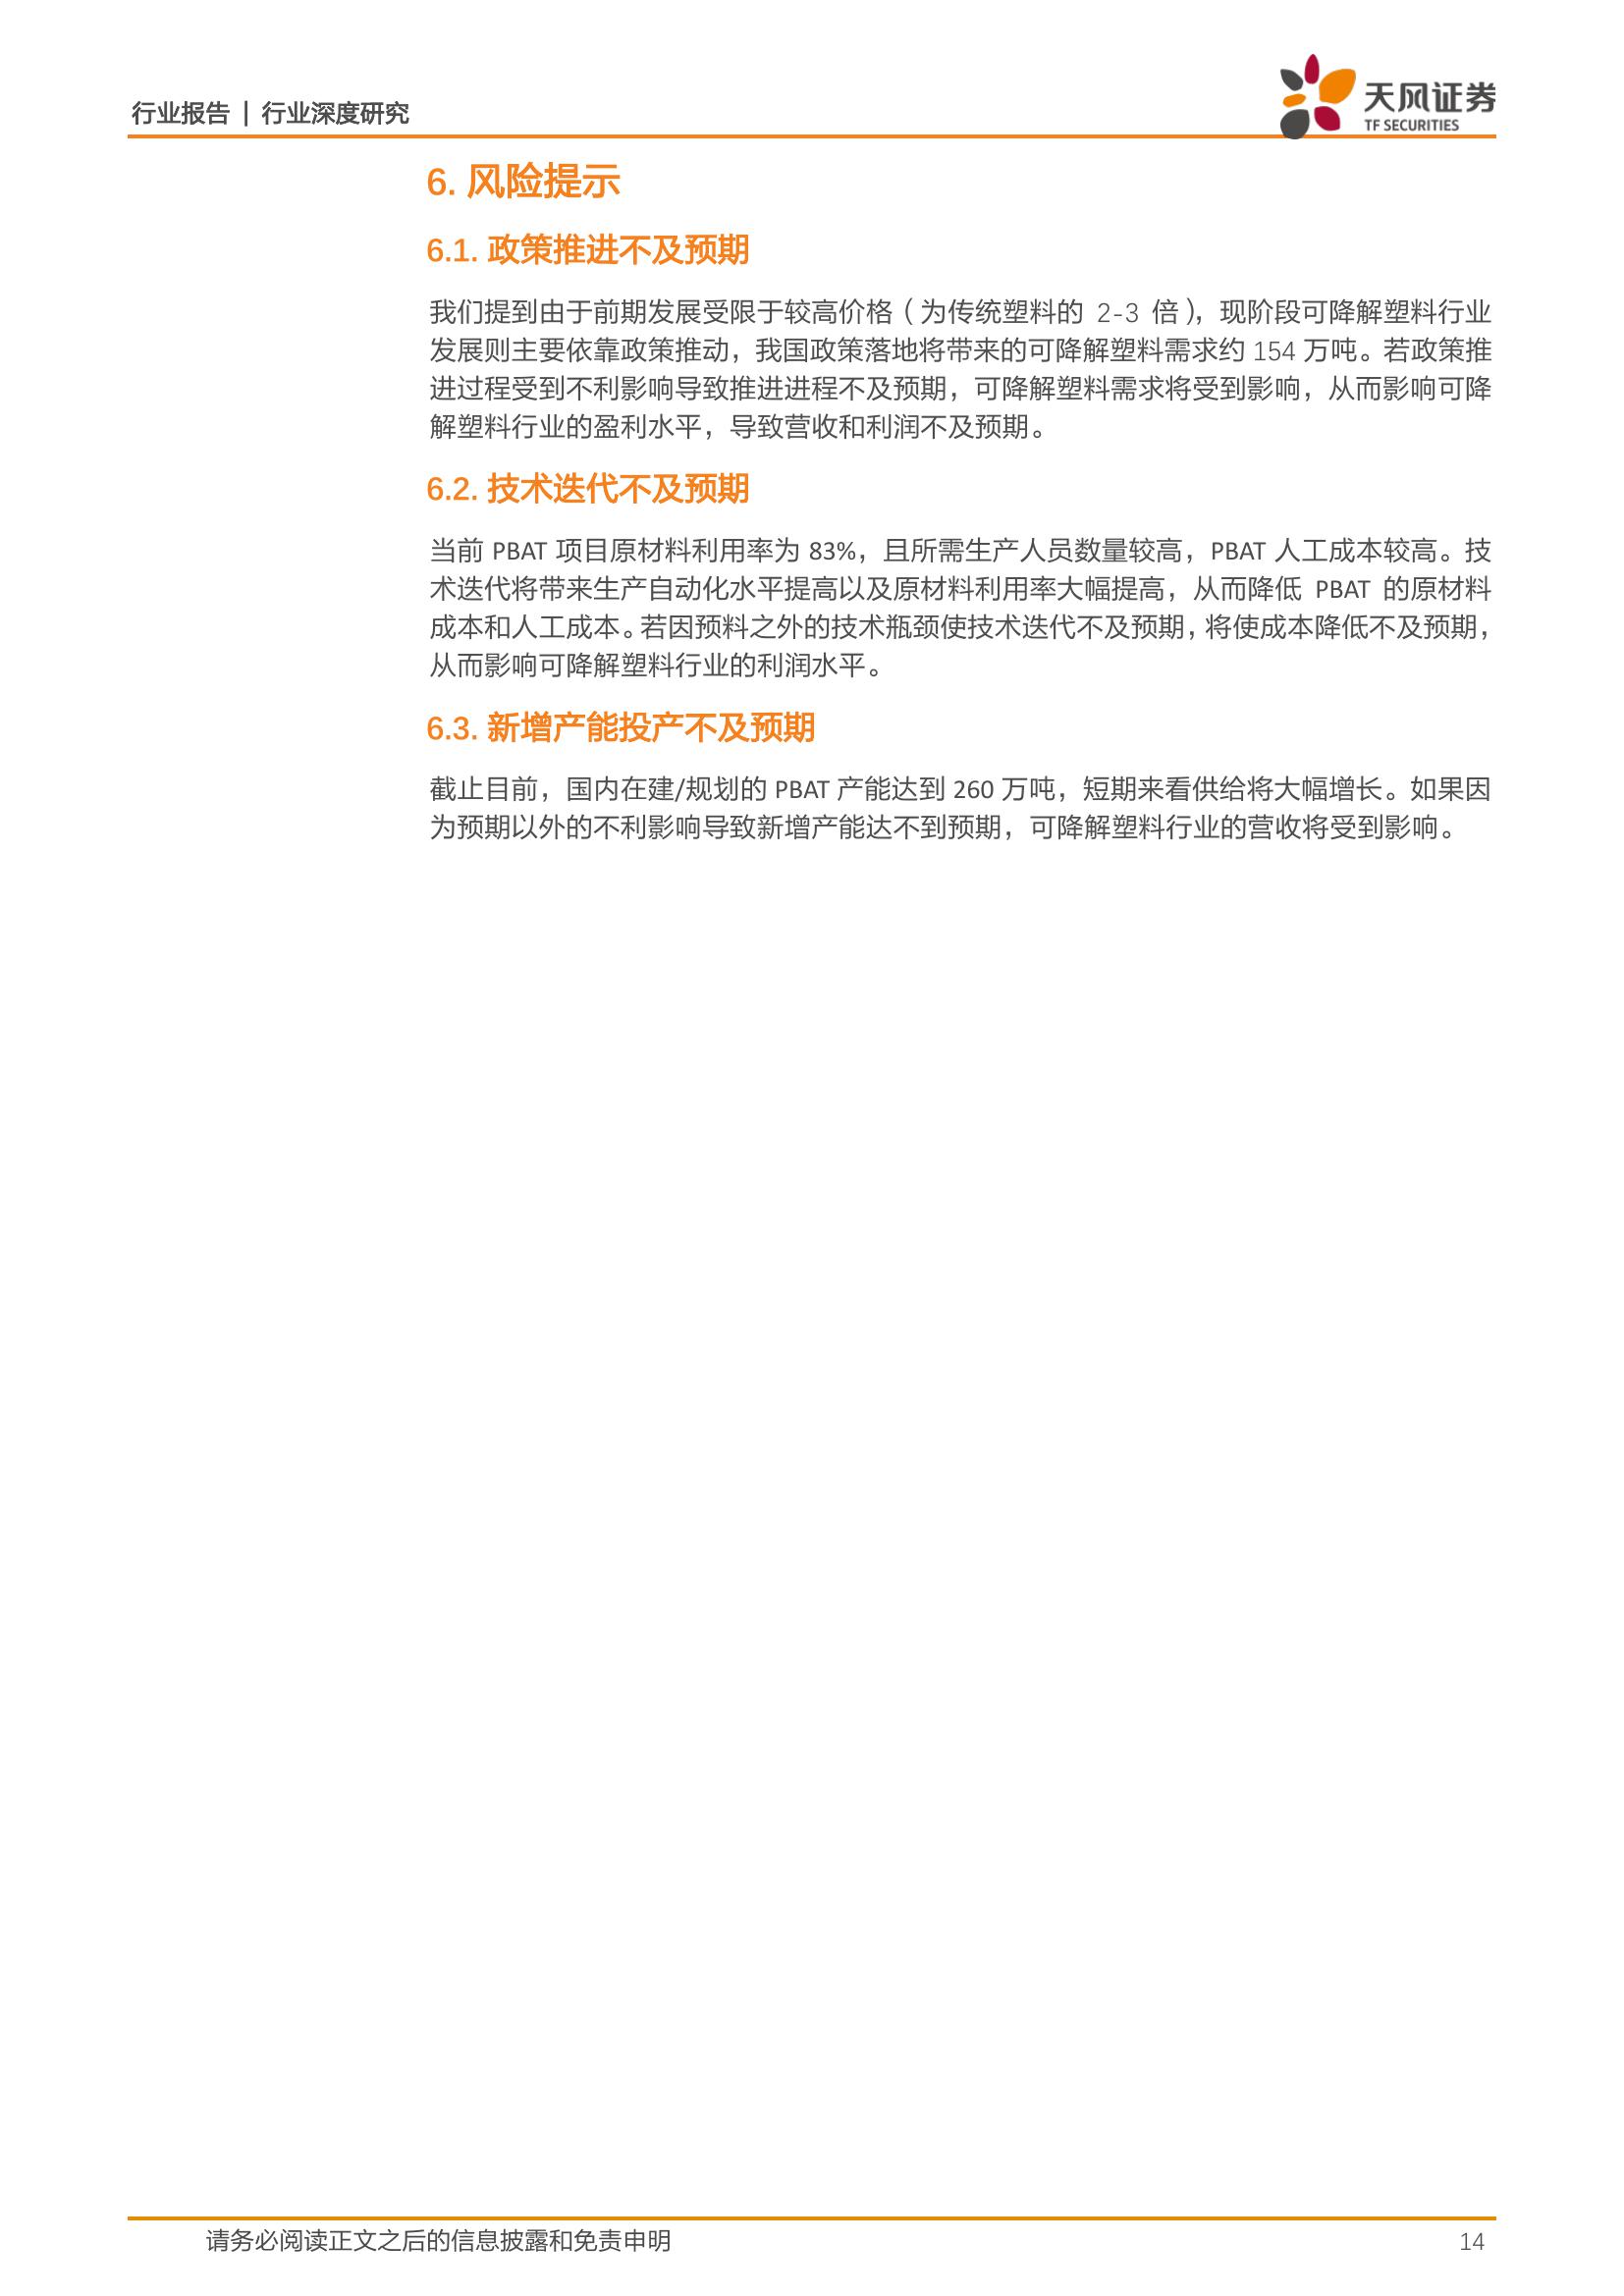 行业报告 | 行业深度研究
天风证券
TF SECURITIES
6. 风险提示
6.1. 政策推进不及预期
我们提到由于前期发展受限于较高价格（为传统塑料的 2-3 倍），现阶段可降解塑料行业
发展则主要依靠政策推动，我国政策落地将带来的可降解塑料需求约 154 万吨。若政策推
进过程受到不利影响导致推进进程不及预期，可降解塑料需求将受到影响，从而影响可降
解塑料行业的盈利水平，导致营收和利润不及预期。
6.2. 技术迭代不及预期
当前 PBAT 项目原材料利用率为 83%，且所需生产人员数量较高，PBAT 人工成本较高。技
术迭代将带来生产自动化水平提高以及原材料利用率大幅提高，从而降低 PBAT 的原材料
成本和人工成本。若因预料之外的技术瓶颈使技术迭代不及预期，将使成本降低不及预期，
从而影响可降解塑料行业的利润水平。
6.3. 新增产能投产不及预期
截止目前，国内在建/规划的 PBAT 产能达到 260 万吨，短期来看供给将大幅增长。如果因
为预期以外的不利影响导致新增产能达不到预期，可降解塑料行业的营收将受到影响。
请务必阅读正文之后的信息披露和免责申明
14